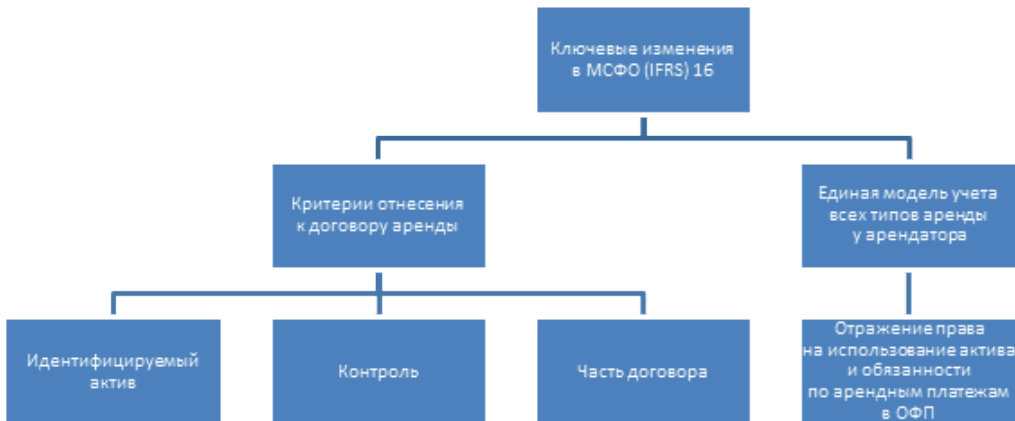 Ключевые изменения
в МСФО (IFRS) 16
Критерии отнесения
к договору аренды
Единая модель учета
всех типов аренды
у арендатора
Идентифицируемый
актив
Контроль
Часть договора
Отражение права
на использование актива
и обязанности
по арендным платежам
в ОФП